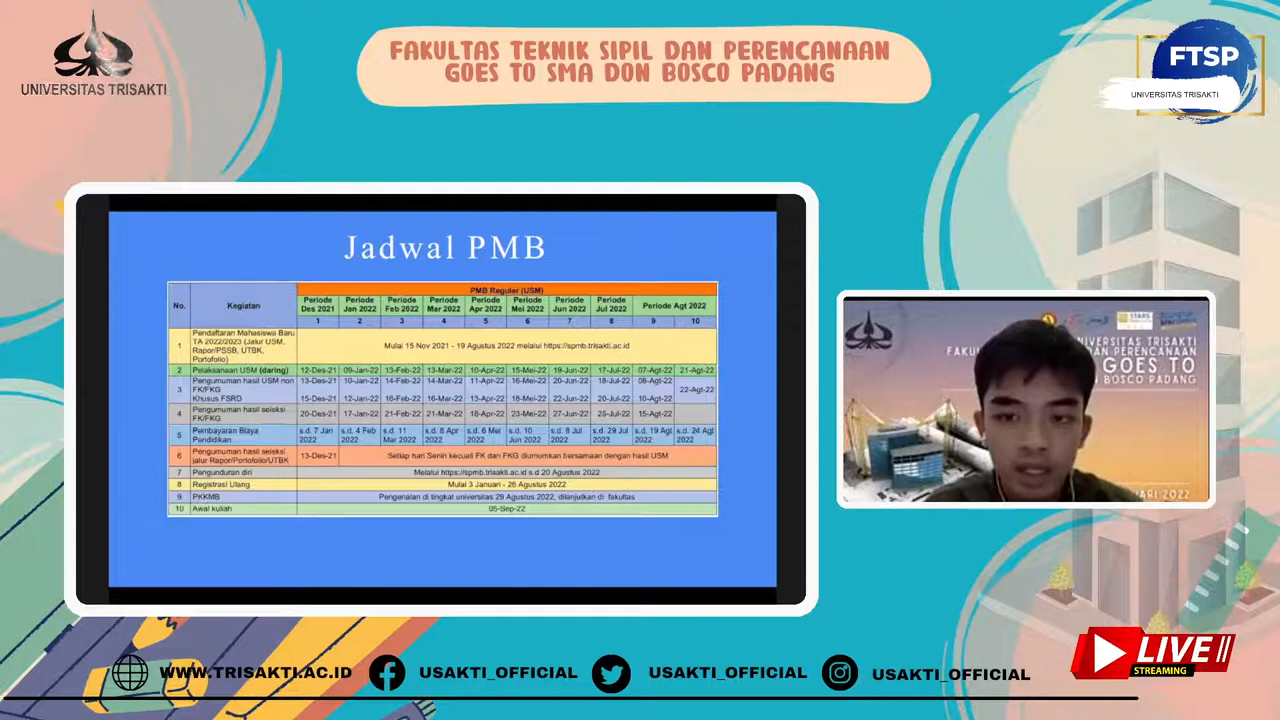 UNIVERSITAS TRISAKTI
FAKULTAS TEKNIK SIPIL DAN PERENCANAAN
GOES TO SMA DON BOSCO PADANG
FTSP
UNIVERSITAS TRISAKTI
Jadwal PMB
No.
Kegiatan
PMB Reguler (USM)
Periode Des 2021
Periode Jan 2022
Periode Feb 2022
Periode Mar 2022
Periode Apr 2022
Periode Mei 2022
Periode Jun 2022
Periode Jul 2022
Periode Agt 2022
1 2 3 4 5 6 7 8 9 10
1 Pendaftaran Mahasiswa Baru
TA 2022/2023 (Jalur USM,
Rapor/PSSB, UTBK,
Portofolio)
Mulai 15 Nov 2021 - 19 Agustus 2022 melalui https://spmb.trisakti.ac.id
2 Pelaksanaan USM (daring) 12-Des-21 09-Jan-22 13-Feb-22 13-Mar-22 10-Apr-22 15-Mei-22 19-Jun-22 17-Jul-22 07-Agt-22 21-Agt-22
3 Pengumuman hasil USM non
FK/FKG
13-Des-21 10-Jan-22 14-Feb-22 14-Mar-22 11-Apr-22 16-Mei-22 20-Jun-22 18-Jul-22 08-Agt-22 22-Agt-22
Khusus FSRD 15-Des-21 12-Jan-22 16-Feb-22 16-Mar-22 13-Apr-22 18-Mei-22 22-Jun-22 20-Jul-22 10-Agt-22
4 Pengumuman hasil seleksi
FK/FKG
20-Des-21 17-Jan-22 21-Feb-22 21-Mar-22 18-Apr-22 23-Mei-22 27-Jun-22 25-Jul-22 15-Agt-22
5 Pembayaran Biaya
Pendidikan
s.d. 7 Jan 2022
s.d. 4 Feb 2022
s.d. 11 Mar 2022
s.d. 8 Apr 2022
s.d. 6 Mei 2022
s.d. 10 Jun 2022
s.d. 8 Jul 2022
s.d. 29 Jul 2022
s.d. 19 Agt 2022
s.d. 24 Agt 2022
6 Pengumuman hasil seleksi
jalur Rapor/Portofolio/UTBK
13-Des-21 Setiap hari Senin kecuali FK dan FKG diumumkan bersamaan dengan hasil USM
7 Pengunduran diri Melalui https://spmb.trisakti.ac.id s.d 20 Agustus 2022
8 Registrasi Ulang Mulai 3 Januari - 26 Agustus 2022
9 PKKMB Pengenalan di tingkat universitas 29 Agustus 2022, dilanjutkan di fakultas
10 Awal kuliah 05-Sep-22
NIVERSITAS TRISAKTI
FAKU
AN PERENCANAAN
GOES TO
N BOSCO PADANG
UARI 2022
WWW.TRISAKTI.AC.ID
USAKTI_OFFICIAL
USAKTI_OFFICIAL
USAKTI_OFFICIAL
LIVE
STREAMING